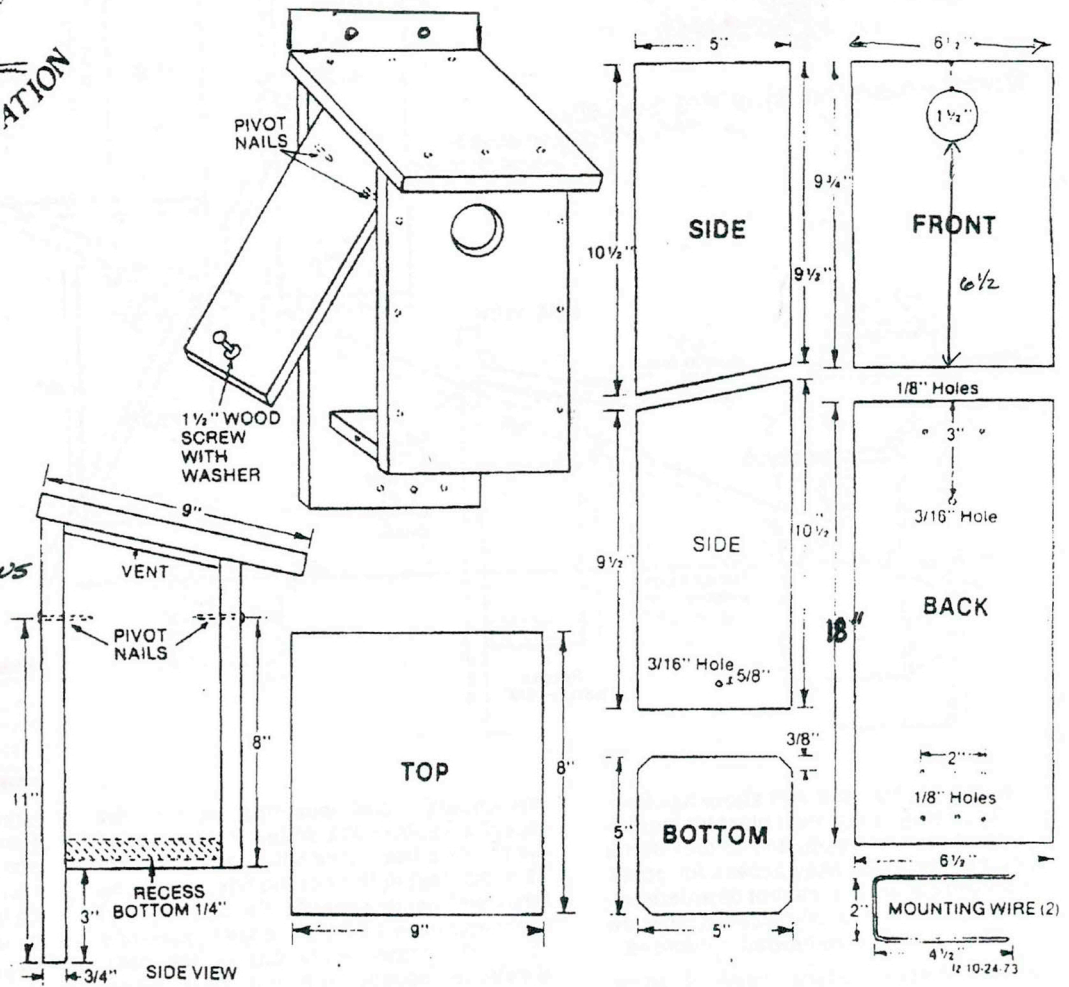 ATION
PIVOT
NAILS
1½" WOOD
SCREW
WITH
WASHER
5"
SIDE
10½"
9½"
9¾"
6½"
1½"
FRONT
6½
1/8" Holes
3"
3/16" Hole
BACK
18"
2"
1/8" Holes
6½"
SIDE
9½"
10½"
3/16" Hole
5/8"
3/8"
BOTTOM
5"
5"
9"
VENT
PIVOT
NAILS
11"
8"
RECESS
BOTTOM 1/4"
3"
3/4"
SIDE VIEW
TOP
8"
9"
2"
MOUNTING WIRE (2)
4½"
12 10-24-73